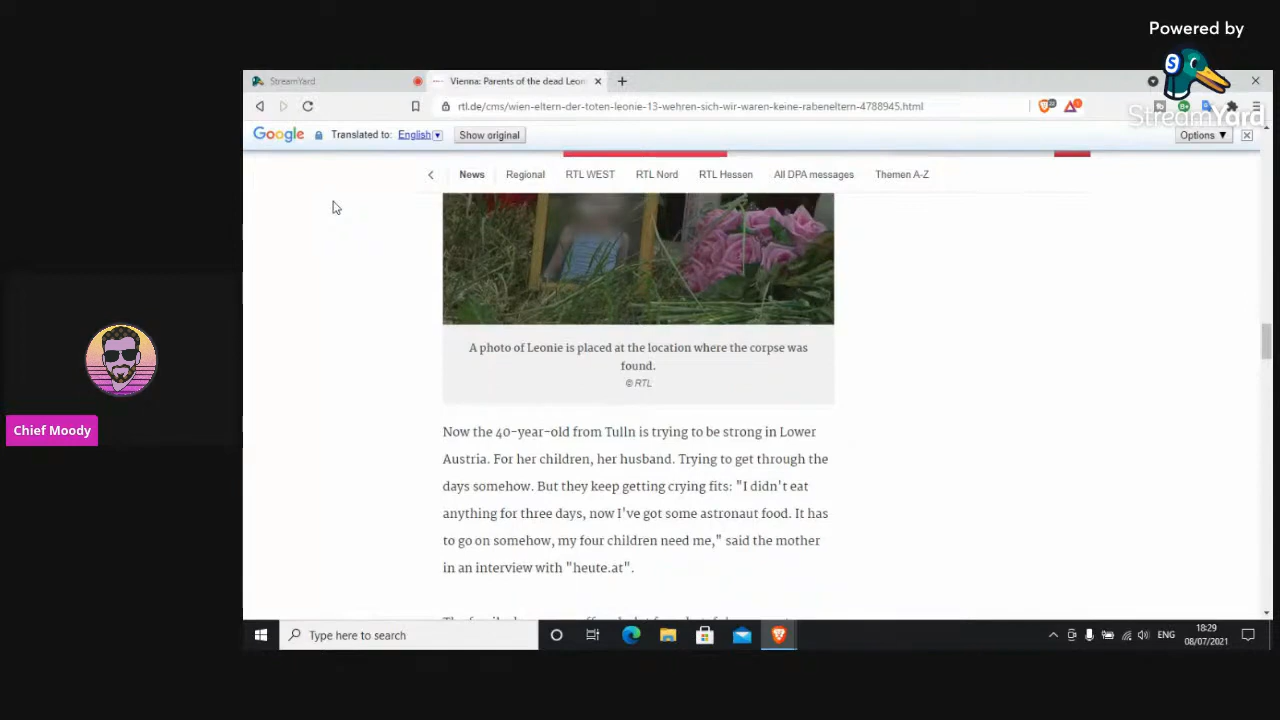 Powered by
StreamYard
StreamYard
Vienna: Parents of the dead Leon
rtl.de/cms/wien-eltern-der-toten-leonie-13-wehren-sich-wir-waren-keine-rabeneltern-4788945.html
Google Translated to: English Show original
Options ▼
News Regional RTL WEST RTL Nord RTL Hessen All DPA messages Themen A-Z
A photo of Leonie is placed at the location where the corpse was
found.
© RTL
Chief Moody
Now the 40-year-old from Tulln is trying to be strong in Lower
Austria. For her children, her husband. Trying to get through the
days somehow. But they keep getting crying fits: "I didn't eat
anything for three days, now I've got some astronaut food. It has
to go on somehow, my four children need me," said the mother
in an interview with "heute.at".
Type here to search
ENG
18:29
08/07/2021